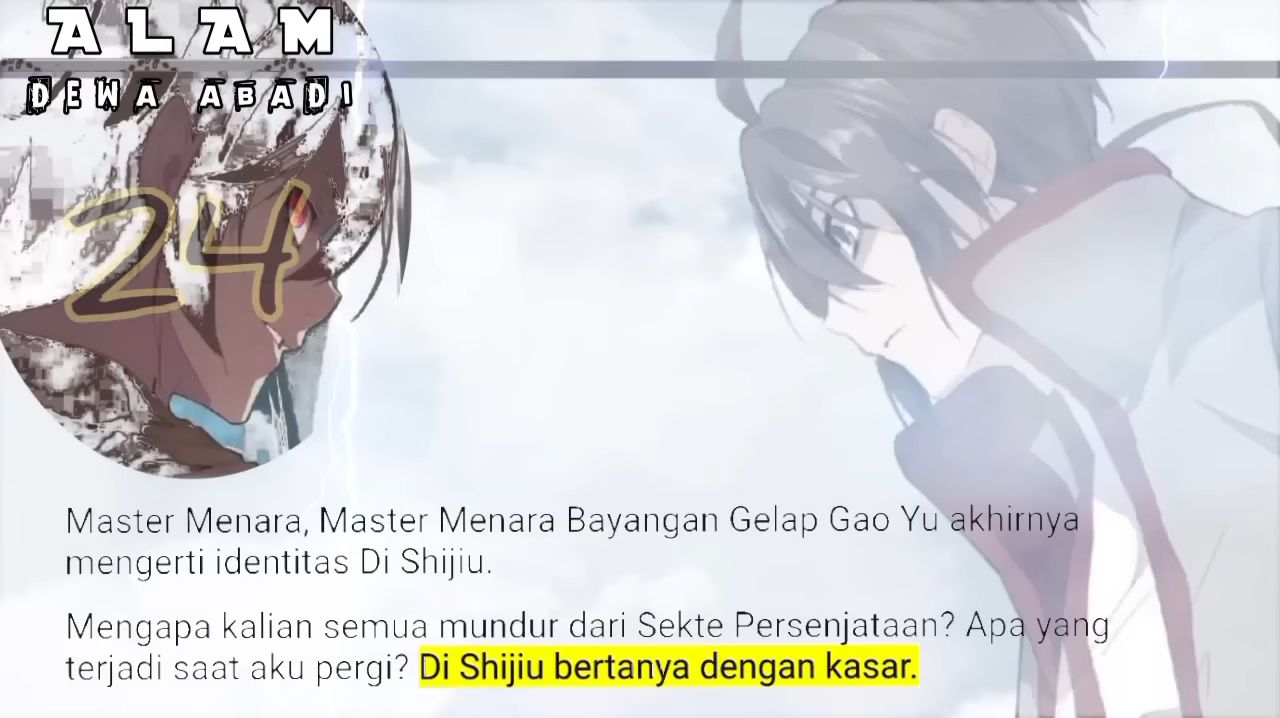 ALAM
DEWA ABADI
24
Master Menara, Master Menara Bayangan Gelap Gao Yu akhirnya
mengerti identitas Di Shijiu.
Mengapa kalian semua mundur dari Sekte Persenjataan? Apa yang
terjadi saat aku pergi? Di Shijiu bertanya dengan kasar.